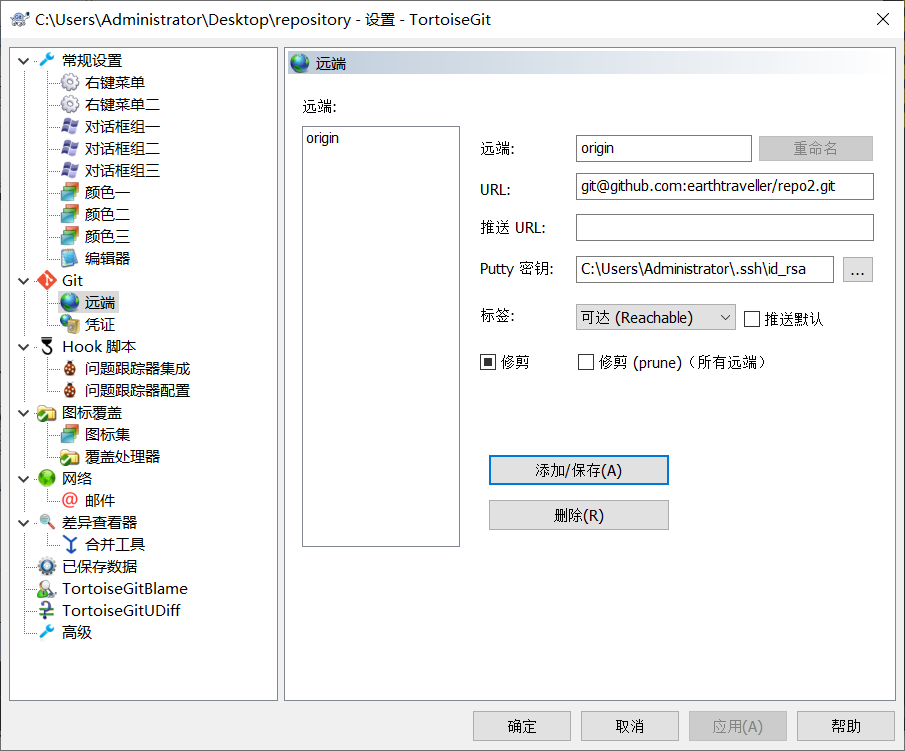 C:\Users\Administrator\Desktop\repository - 设置 - TortoiseGit
常规设置
右键菜单
右键菜单二
对话框组一
对话框组二
对话框组三
颜色一
颜色二
颜色三
编辑器
Git
远端
凭证
Hook 脚本
问题跟踪器集成
问题跟踪器配置
图标覆盖
图标集
覆盖处理器
网络
邮件
差异查看器
合并工具
已保存数据
TortoiseGitBlame
TortoiseGitUDiff
高级
远端
远端:
origin
远端: origin 重命名
URL: git@github.com:earthtraveller/repo2.git
推送 URL:
Putty 密钥: C:\Users\Administrator\.ssh\id_rsa ...
标签: 可达 (Reachable) 推送默认
修剪 修剪 (prune)（所有远端）
添加/保存(A)
删除(R)
确定 取消 应用(A) 帮助